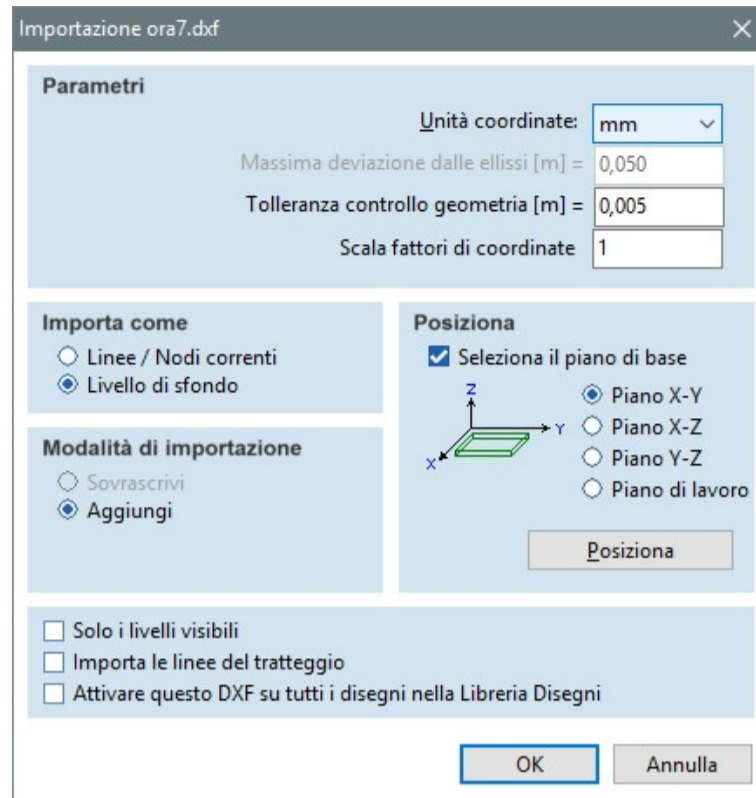 Importazione ora7.dxf
Parametri
Unità coordinate: mm
Massima deviazione dalle ellissi [m] = 0,050
Tolleranza controllo geometria [m] = 0,005
Scala fattori di coordinate 1
Importa come
Linee / Nodi correnti
Livello di sfondo
Modalità di importazione
Sovrascrivi
Aggiungi
Posiziona
Seleziona il piano di base
Z
Y
X
Piano X-Y
Piano X-Z
Piano Y-Z
Piano di lavoro
Posiziona
Solo i livelli visibili
Importa le linee del tratteggio
Attivare questo DXF su tutti i disegni nella Libreria Disegni
OK Annulla